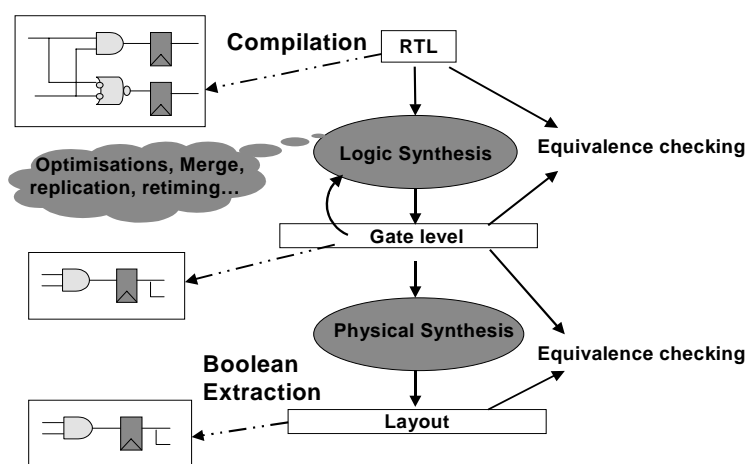 Compilation
RTL
Optimisations, Merge,
replication, retiming…
Logic Synthesis
Equivalence checking
Gate level
Physical Synthesis
Equivalence checking
Boolean
Extraction
Layout